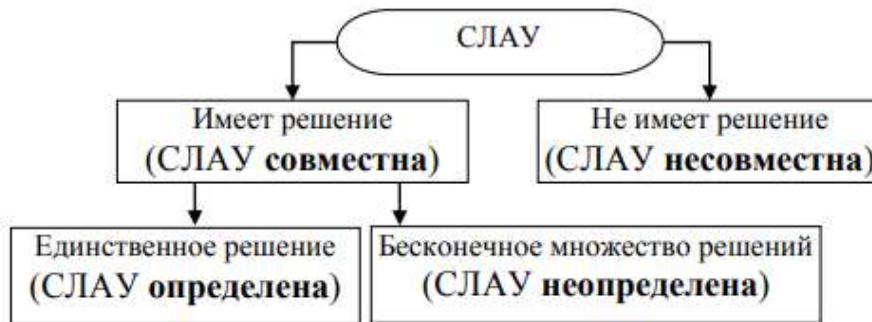 СЛАУ
Имеет решение
(СЛАУ совместна)
Не имеет решение
(СЛАУ несовместна)
Единственное решение
(СЛАУ определена)
Бесконечное множество решений
(СЛАУ неопределена)